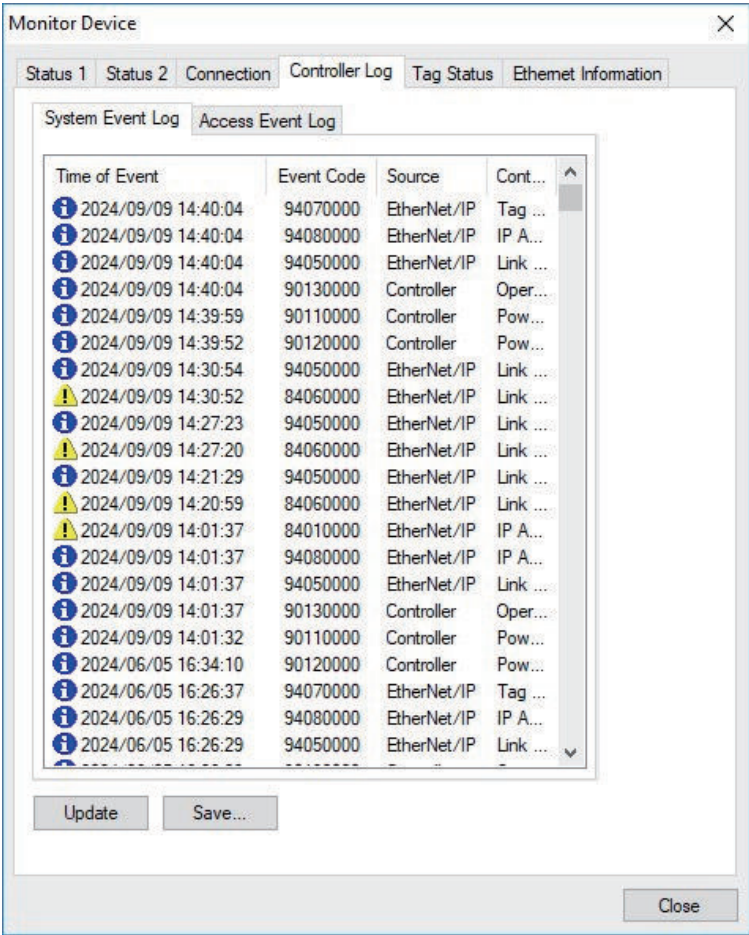 Monitor Device
Status 1 Status 2 Connection Controller Log Tag Status Ethernet Information
System Event Log Access Event Log
Time of Event Event Code Source Cont...
2024/09/09 14:40:04 94070000 EtherNet/IP Tag ...
2024/09/09 14:40:04 94080000 EtherNet/IP IP A...
2024/09/09 14:40:04 94050000 EtherNet/IP Link ...
2024/09/09 14:40:04 90130000 Controller Oper...
2024/09/09 14:39:59 90110000 Controller Pow...
2024/09/09 14:39:52 90120000 Controller Pow...
2024/09/09 14:30:54 94050000 EtherNet/IP Link ...
2024/09/09 14:30:52 84060000 EtherNet/IP Link ...
2024/09/09 14:27:23 94050000 EtherNet/IP Link ...
2024/09/09 14:27:20 84060000 EtherNet/IP Link ...
2024/09/09 14:21:29 94050000 EtherNet/IP Link ...
2024/09/09 14:20:59 84060000 EtherNet/IP Link ...
2024/09/09 14:01:37 84010000 EtherNet/IP IP A...
2024/09/09 14:01:37 94080000 EtherNet/IP IP A...
2024/09/09 14:01:37 94050000 EtherNet/IP Link ...
2024/09/09 14:01:37 90130000 Controller Oper...
2024/09/09 14:01:32 90110000 Controller Pow...
2024/06/05 16:34:10 90120000 Controller Pow...
2024/06/05 16:26:37 94070000 EtherNet/IP Tag ...
2024/06/05 16:26:29 94080000 EtherNet/IP IP A...
2024/06/05 16:26:29 94050000 EtherNet/IP Link ...
Update Save...
Close